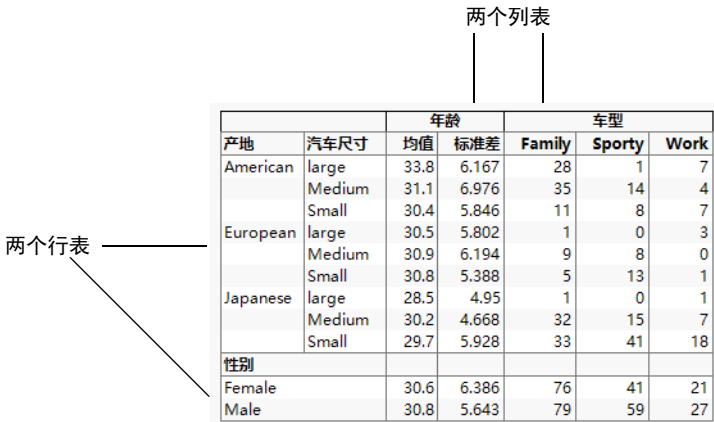 两个列表
年龄 车型
产地 汽车尺寸 均值 标准差 Family Sporty Work
American large 33.8 6.167 28 1 7
Medium 31.1 6.976 35 14 4
Small 30.4 5.846 11 8 7
两个行表
European large 30.5 5.802 1 0 3
Medium 30.9 6.194 9 8 0
Small 30.8 5.388 5 13 1
Japanese large 28.5 4.95 1 0 1
Medium 30.2 4.668 32 15 7
Small 29.7 5.928 33 41 18
性别
Female 30.6 6.386 76 41 21
Male 30.8 5.643 79 59 27